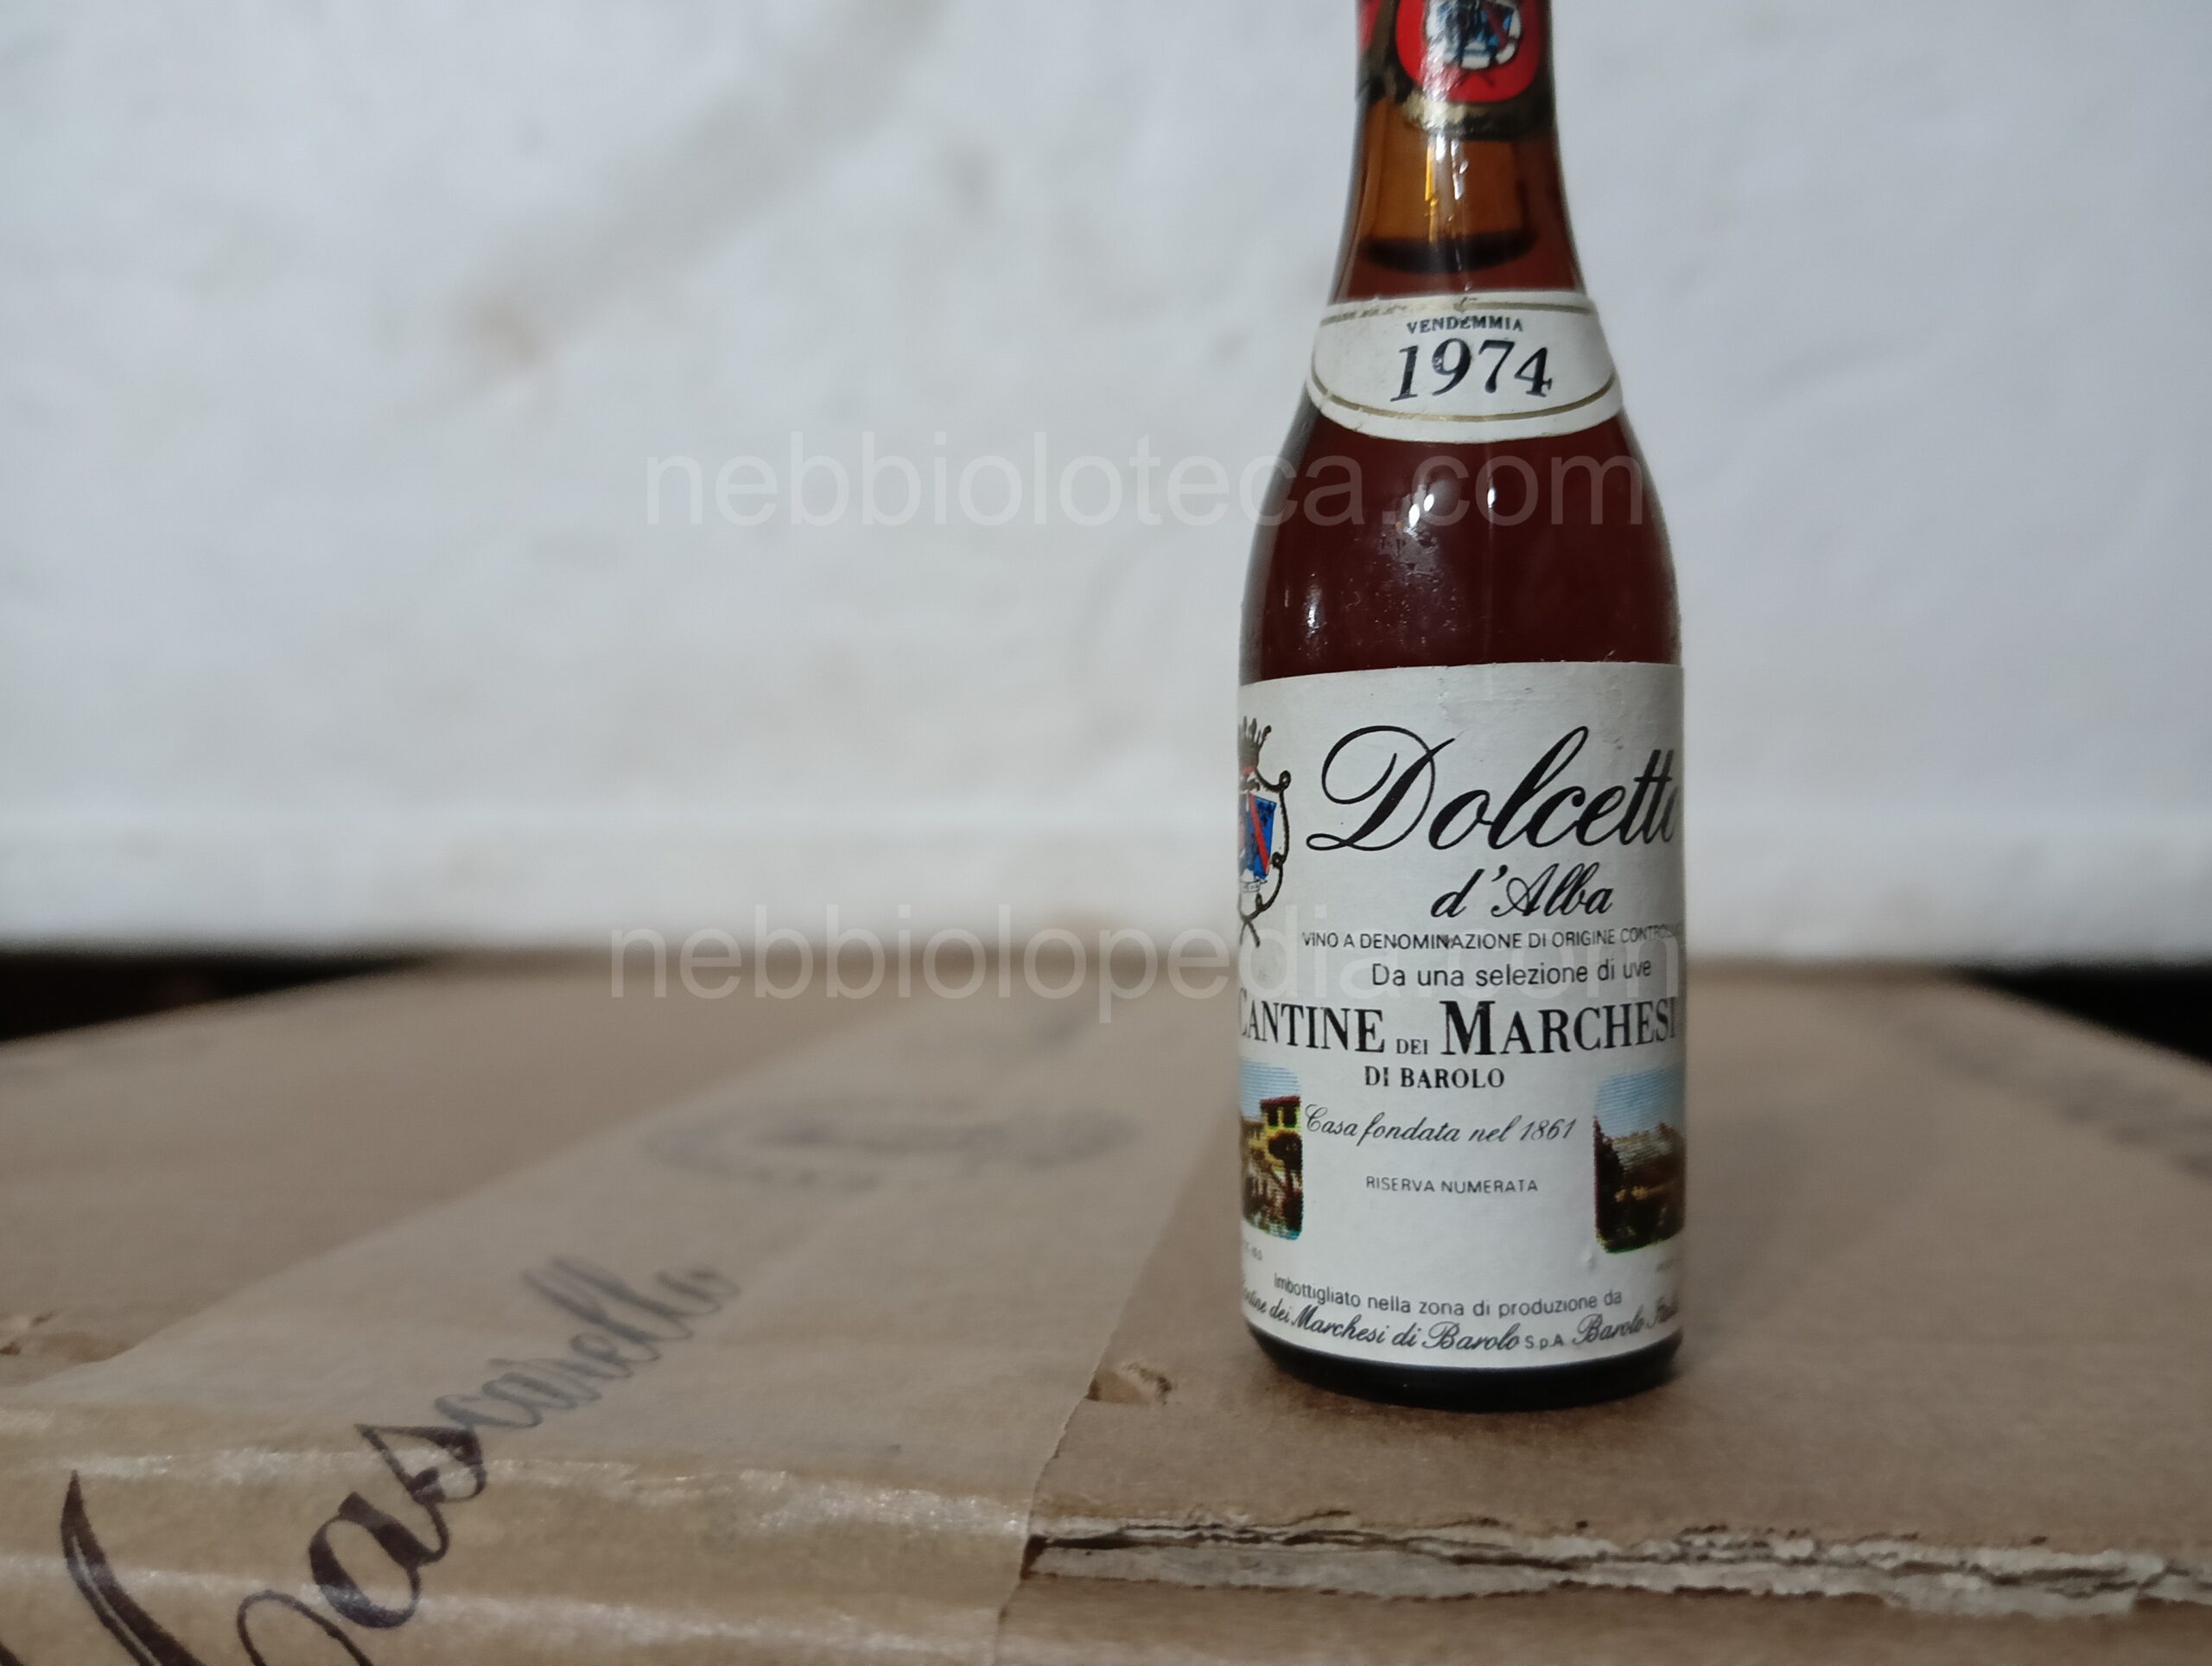 VENDEMMIA
1974
nebbioloteca.com
Dolcetto
d'Alba
nebbiolopedia.com
VINO A DENOMINAZIONE DI ORIGINE
Da una selezione di uve
CANTINE DEI MARCHESI
DI BAROLO
Casa fondata nel 1861
RISERVA NUMERATA
Imbottigliato nella zona di produzione da
dei Marchesi di Barolo S.p.A. Barolo
Mascarello